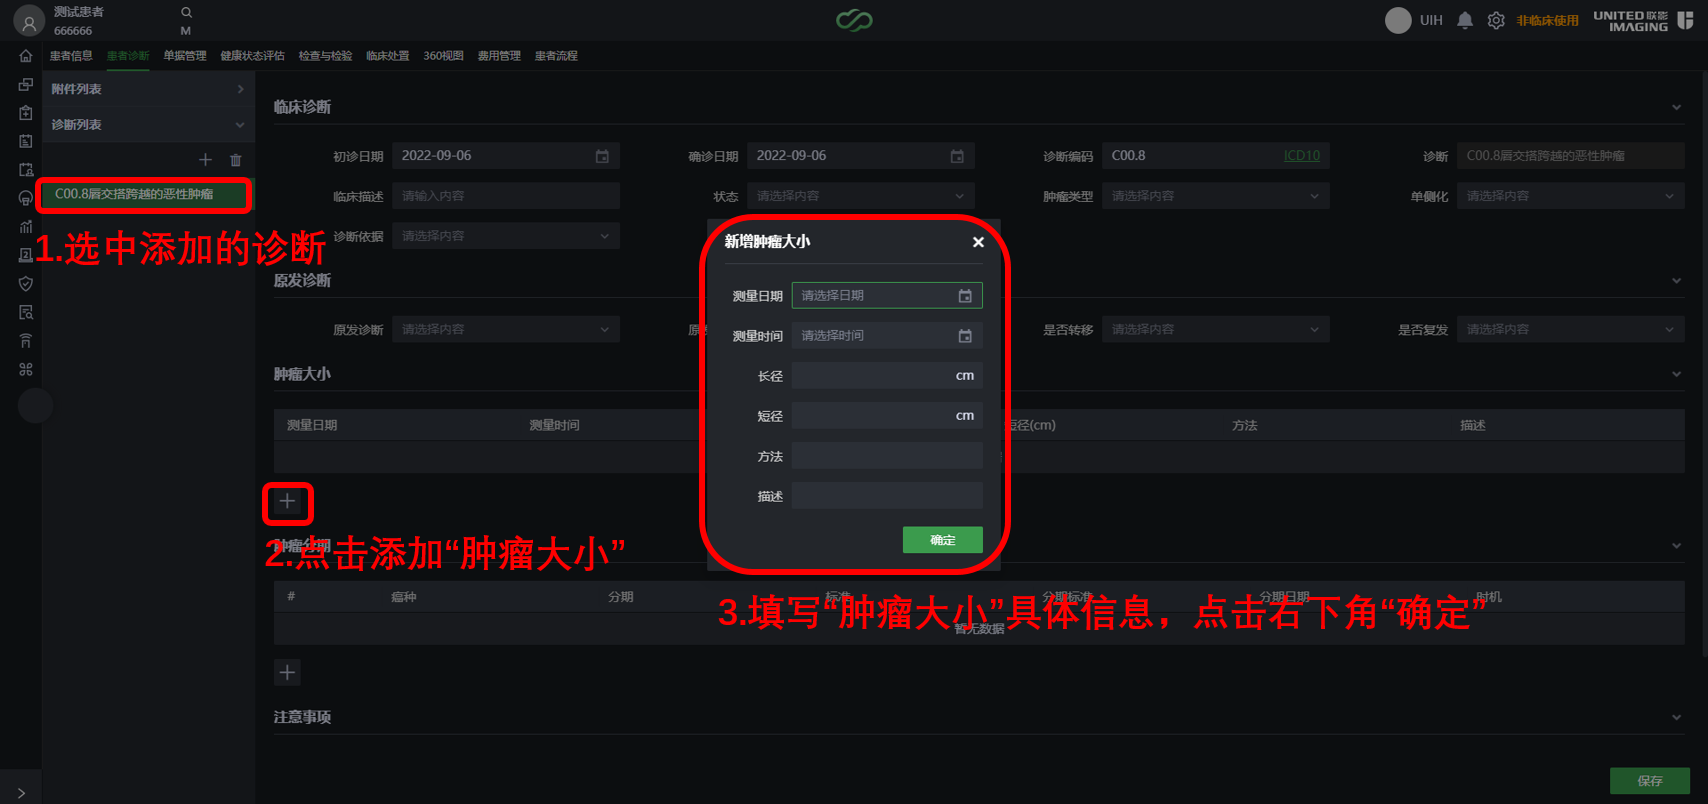 测试患者
666666 M
UIH 非临床使用 UNITED联影 IMAGING
患者信息 患者诊断 单据管理 健康状态评估 检查与检验 临床处置 360视图 费用管理 患者流程
附件列表
诊断列表
C00.8唇交搭跨越的恶性肿瘤
1.选中添加的诊断
临床诊断
初诊日期 2022-09-06 确诊日期 2022-09-06 诊断编码 C00.8 ICD10 诊断 C00.8唇交搭跨越的恶性肿瘤
临床描述 请输入内容 状态 请选择内容 肿瘤类型 请选择内容 单侧化 请选择内容
诊断依据 请选择内容
原发诊断
原发诊断 请选择内容 是否转移 请选择内容 是否复发 请选择内容
新增肿瘤大小
测量日期 请选择日期
测量时间 请选择时间
长径 cm
短径 cm
方法
描述
确定
肿瘤大小
测量日期 测量时间 短径(cm) 方法 描述
2.点击添加“肿瘤大小”
肿瘤分期
# 癌种 分期 标准 分期标准 分期日期 时机
3.填写“肿瘤大小”具体信息，点击右下角“确定”
暂无数据
注意事项
保存